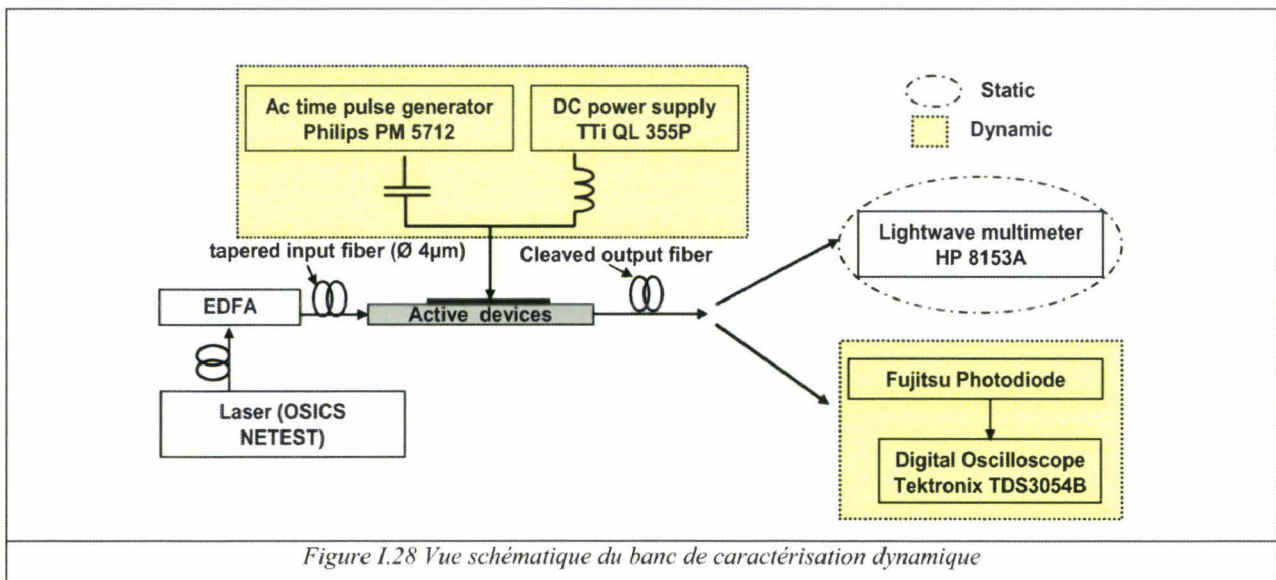 Ac time pulse generator
Philips PM 5712
DC power supply
TTi QL 355P
Static
Dynamic
tapered input fiber (Ø 4µm)
Cleaved output fiber
Lightwave multimeter
HP 8153A
EDFA
Active devices
Laser (OSICS
NETEST)
Fujitsu Photodiode
Digital Oscilloscope
Tektronix TDS3054B
Figure I.28 Vue schématique du banc de caractérisation dynamique